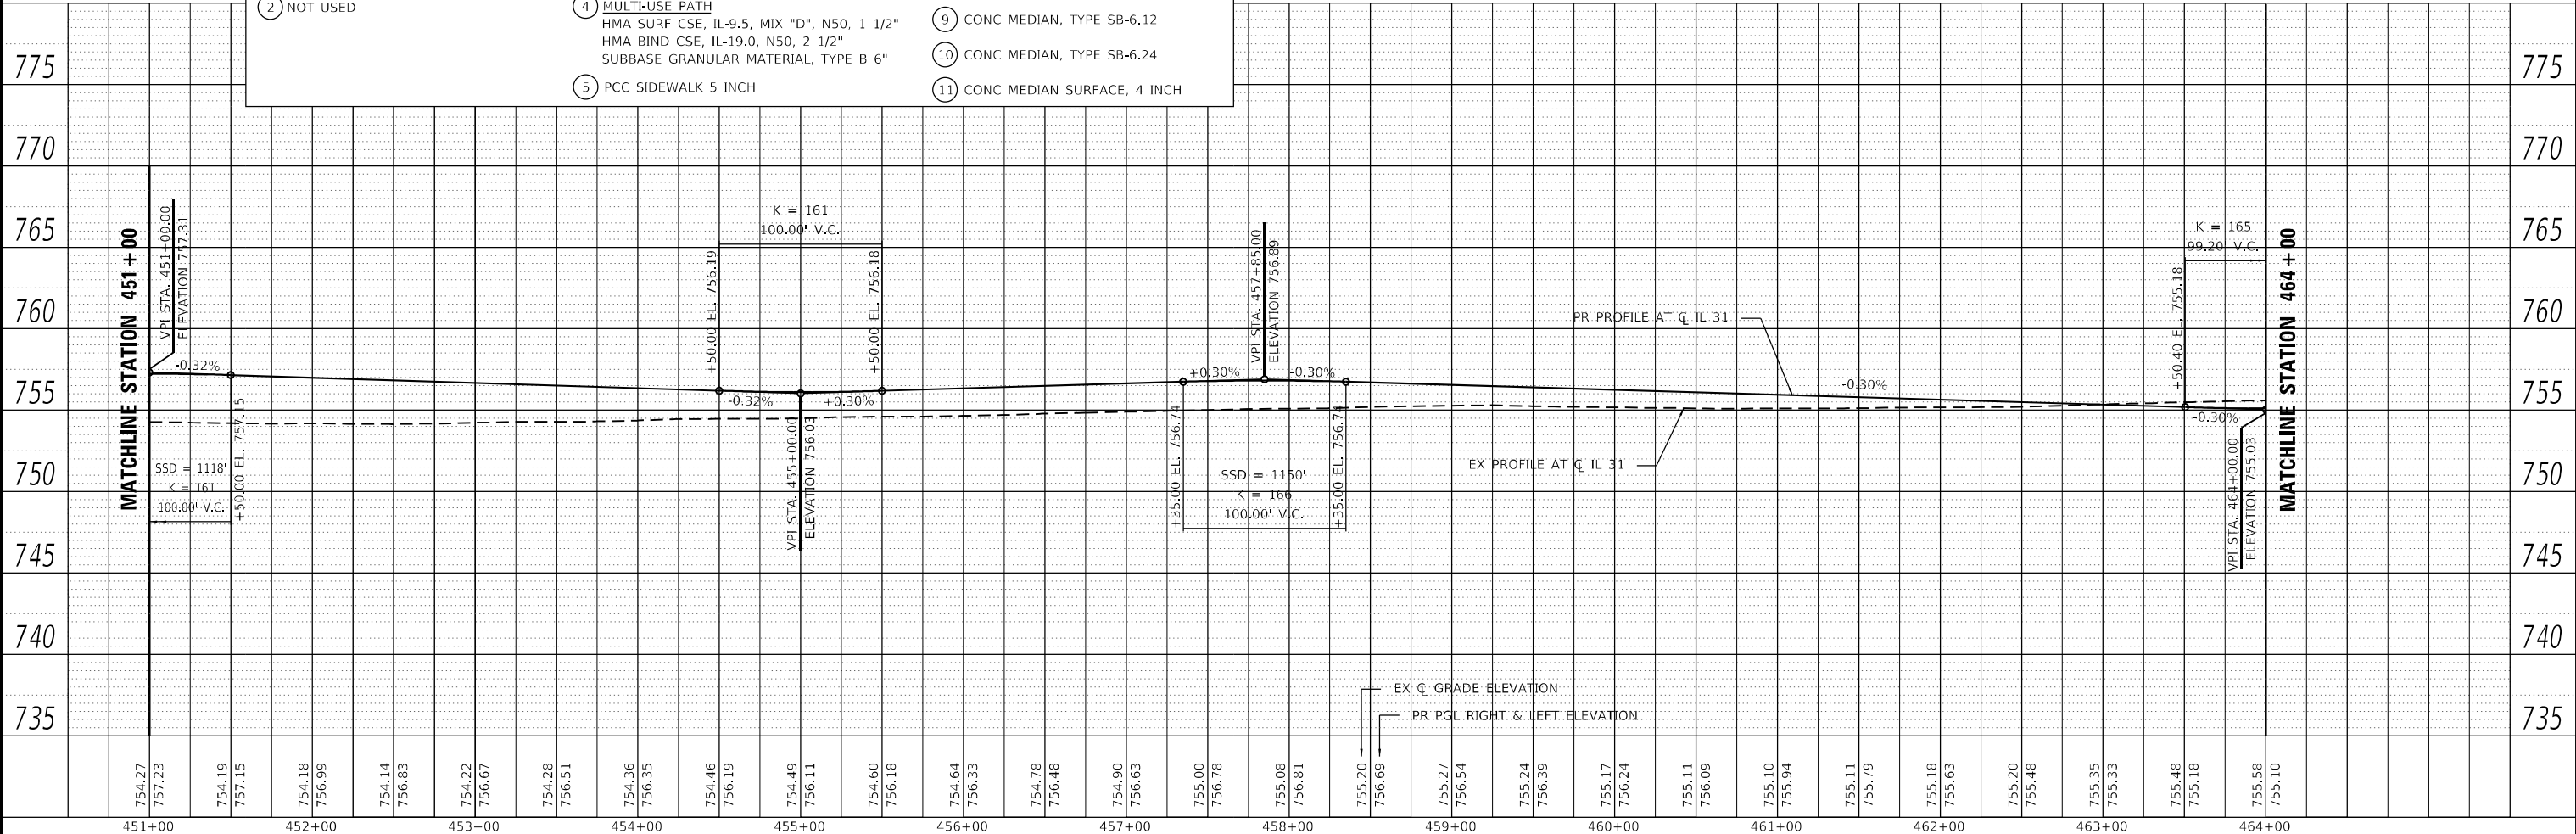 2 NOT USED
4 MULTI-USE PATH
HMA SURF CSE, IL-9.5, MIX "D", N50, 1 1/2"
HMA BIND CSE, IL-19.0, N50, 2 1/2"
SUBBASE GRANULAR MATERIAL, TYPE B 6"
5 PCC SIDEWALK 5 INCH
9 CONC MEDIAN, TYPE SB-6.12
10 CONC MEDIAN, TYPE SB-6.24
11 CONC MEDIAN SURFACE, 4 INCH
775
770
765
760
755
750
745
740
735
775
770
765
760
755
750
745
740
735
MATCHLINE STATION 451+00
VPI STA. 451+00.00
ELEVATION 757.31
-0.32%
SSD = 1118'
K = 161
100.00' V.C.
+50.00 EL. 757.15
K = 161
100.00' V.C.
+50.00 EL. 756.19
+50.00 EL. 756.18
-0.32%
+0.30%
VPI STA. 455+00.00
ELEVATION 756.03
VPI STA. 457+85.00
ELEVATION 756.89
+0.30%
-0.30%
+35.00 EL. 756.74
+35.00 EL. 756.74
SSD = 1150'
K = 166
100.00' V.C.
PR PROFILE AT ℄ IL 31
-0.30%
EX PROFILE AT ℄ IL 31
K = 165
99.20' V.C.
+50.40 EL. 755.18
-0.30%
VPI STA. 464+00.00
ELEVATION 755.03
MATCHLINE STATION 464+00
EX ℄ GRADE ELEVATION
PR PGL RIGHT & LEFT ELEVATION
754.27
757.23
754.19
757.15
754.18
756.99
754.14
756.83
754.22
756.67
754.28
756.51
754.36
756.35
754.46
756.19
754.49
756.11
754.60
756.18
754.64
756.33
754.78
756.48
754.90
756.63
755.00
756.78
755.08
756.81
755.20
756.69
755.27
756.54
755.24
756.39
755.17
756.24
755.11
756.09
755.10
755.94
755.11
755.79
755.18
755.63
755.20
755.48
755.35
755.33
755.48
755.18
755.58
755.10
451+00
452+00
453+00
454+00
455+00
456+00
457+00
458+00
459+00
460+00
461+00
462+00
463+00
464+00